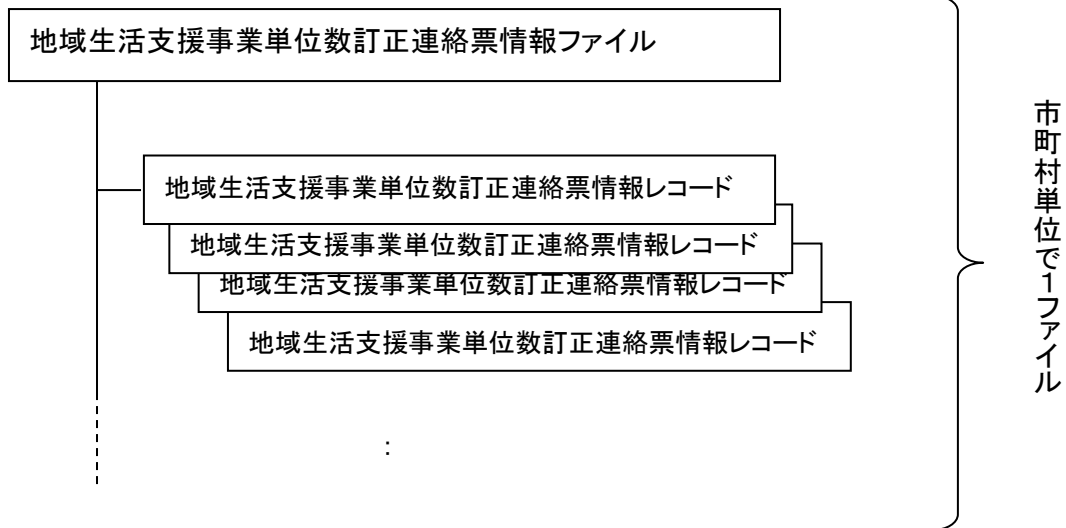 地域生活支援事業単位数訂正連絡票情報ファイル
地域生活支援事業単位数訂正連絡票情報レコード
地域生活支援事業単位数訂正連絡票情報レコード
地域生活支援事業単位数訂正連絡票情報レコード
地域生活支援事業単位数訂正連絡票情報レコード
:
市町村単位で1ファイル